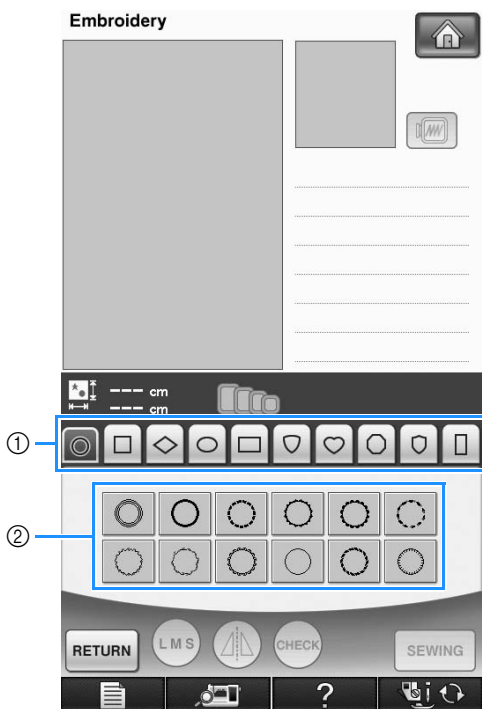 Embroidery
--- cm
--- cm
①
②
RETURN
LMS
CHECK
SEWING
?